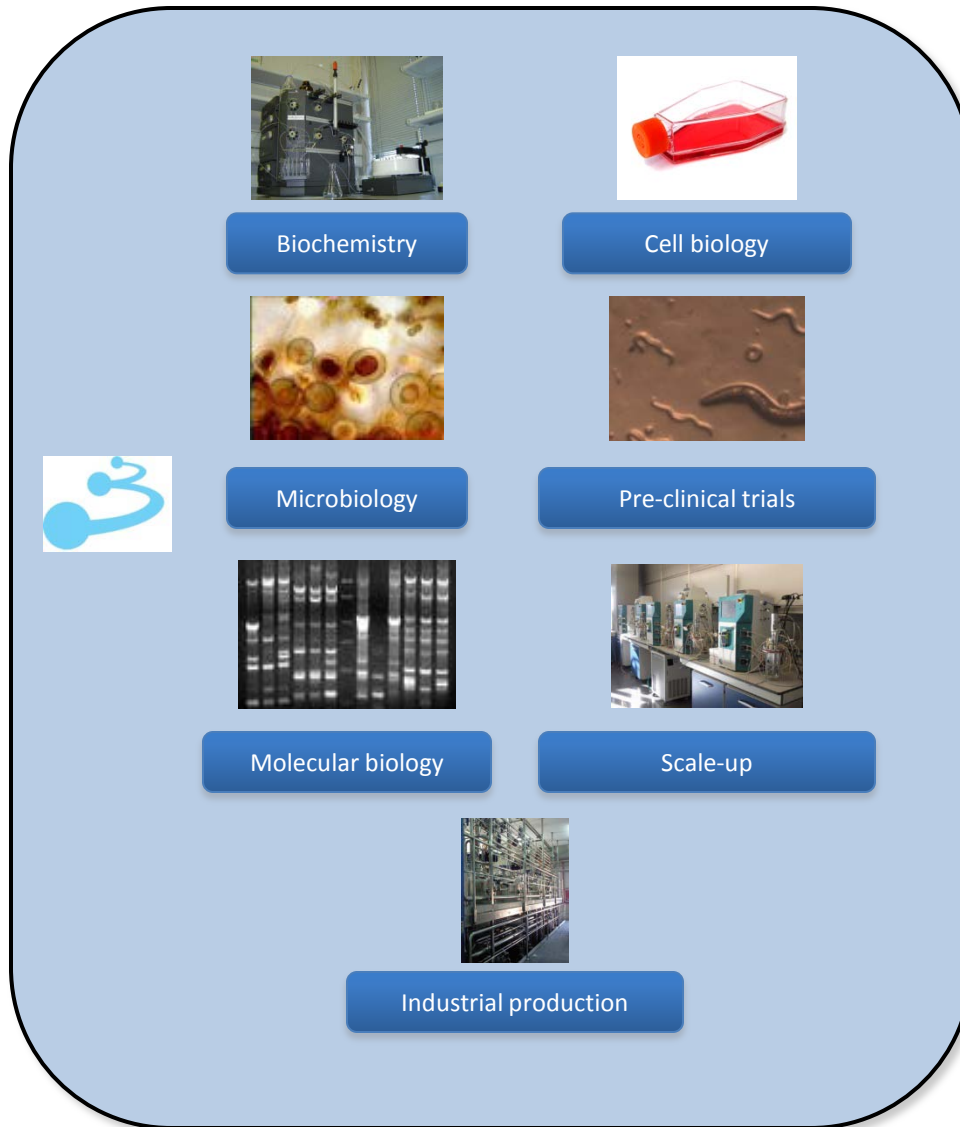 Biochemistry
Cell biology
Microbiology
Pre-clinical trials
Molecular biology
Scale-up
Industrial production